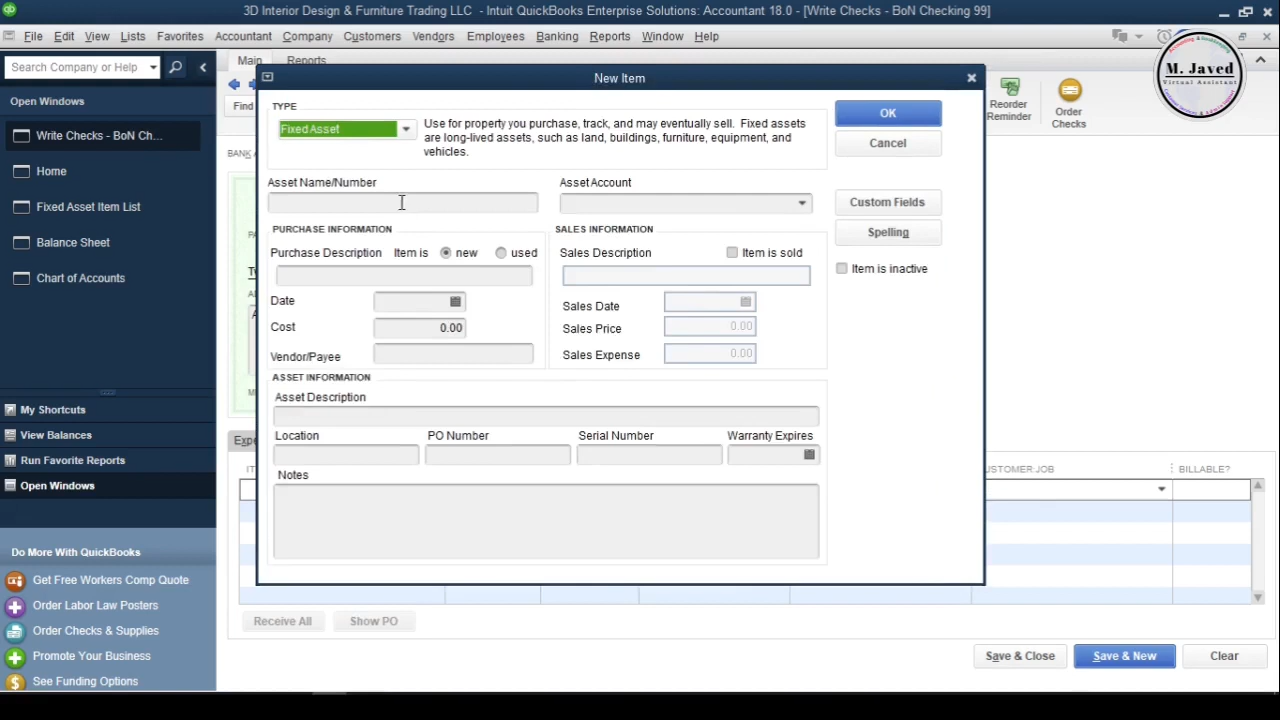 3D Interior Design & Furniture Trading LLC - Intuit QuickBooks Enterprise Solutions: Accountant 18.0 - [Write Checks - BoN Checking 99]
File Edit View Lists Favorites Accountant Company Customers Vendors Employees Banking Reports Window Help
Search Company or Help
Main Reports
M. Javed
Virtual Assistant
Open Windows
Write Checks - BoN Ch...
Home
Fixed Asset Item List
Balance Sheet
Chart of Accounts
My Shortcuts
View Balances
Run Favorite Reports
Open Windows
Do More With QuickBooks
Get Free Workers Comp Quote
Order Labor Law Posters
Order Checks & Supplies
Promote Your Business
See Funding Options
Find
Reorder
Reminder
Order
Checks
New Item
TYPE
Fixed Asset
Use for property you purchase, track, and may eventually sell. Fixed assets
are long-lived assets, such as land, buildings, furniture, equipment, and
vehicles.
OK
Cancel
Custom Fields
Spelling
Item is inactive
Asset Name/Number
Asset Account
PURCHASE INFORMATION
Purchase Description Item is new used
Date
Cost 0.00
Vendor/Payee
SALES INFORMATION
Sales Description Item is sold
Sales Date
Sales Price 0.00
Sales Expense 0.00
ASSET INFORMATION
Asset Description
Location PO Number Serial Number Warranty Expires
Notes
BANK
Expe
USTOMER:JOB BILLABLE?
Receive All Show PO
Save & Close Save & New Clear